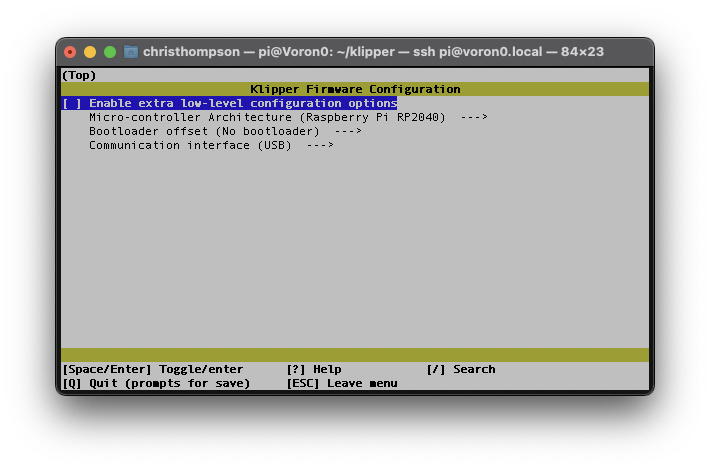 christhompson — pi@Voron0: ~/klipper — ssh pi@voron0.local — 84×23
(Top)
Klipper Firmware Configuration
[ ] Enable extra low-level configuration options
Micro-controller Architecture (Raspberry Pi RP2040)  --->
Bootloader offset (No bootloader)  --->
Communication interface (USB)  --->
[Space/Enter] Toggle/enter [?] Help [/] Search
[Q] Quit (prompts for save) [ESC] Leave menu